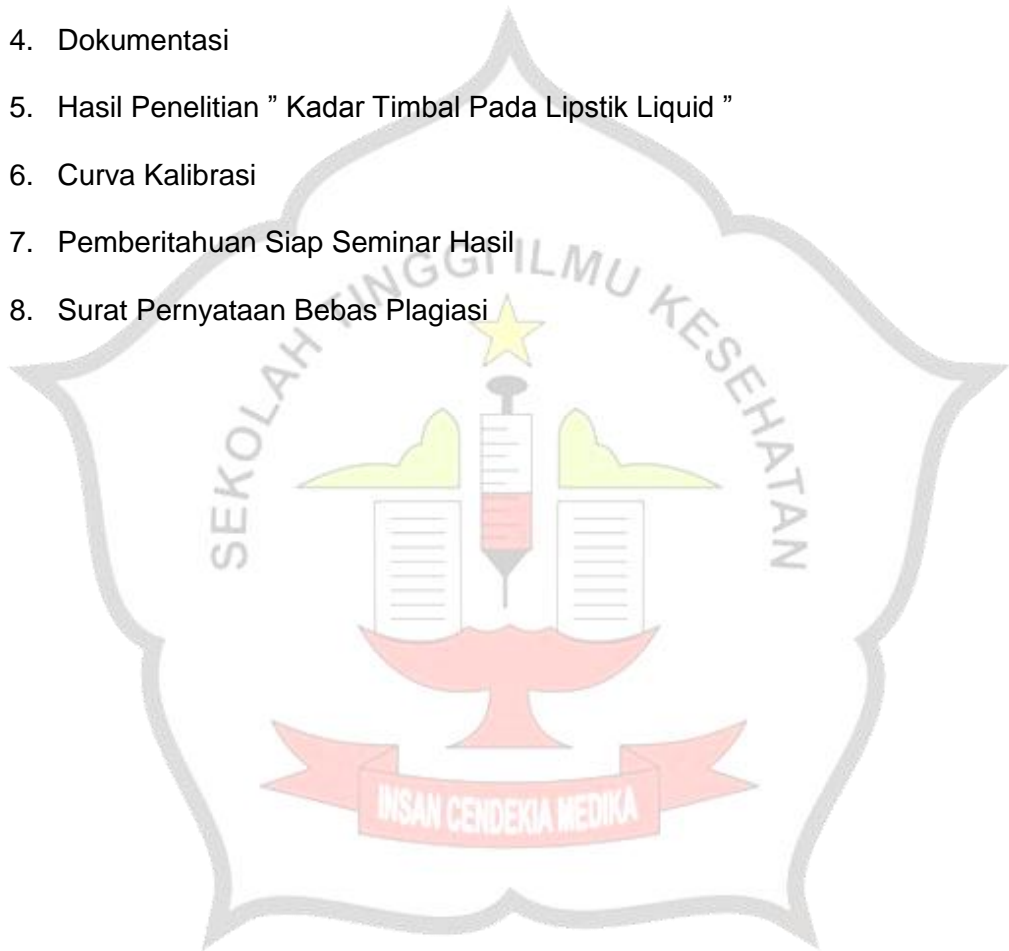 4. Dokumentasi
5. Hasil Penelitian ” Kadar Timbal Pada Lipstik Liquid ”
6. Curva Kalibrasi
7. Pemberitahuan Siap Seminar Hasil
8. Surat Pernyataan Bebas Plagiasi
SEKOLAH TINGGI ILMU KESEHATAN
INSAN CENDEKIA MEDIKA